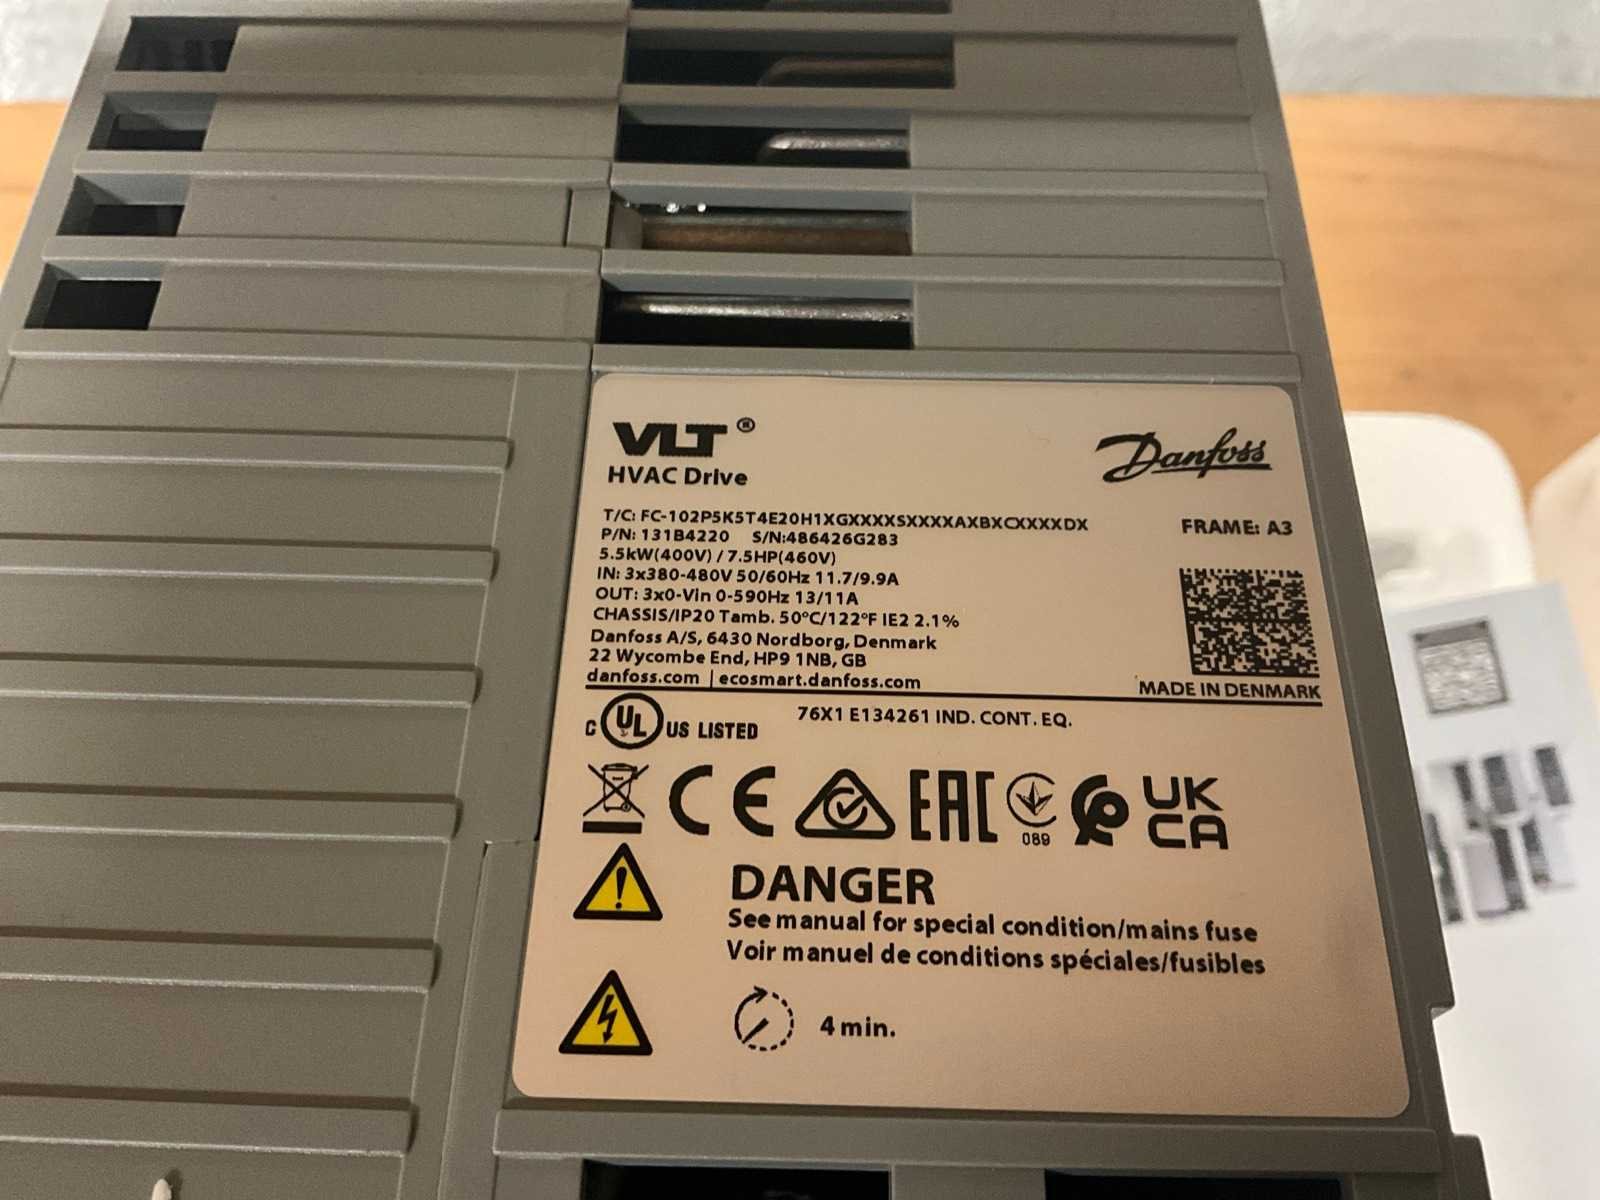 VLT®
HVAC Drive
Danfoss
T/C: FC-102P5K5T4E20H1XGXXXXSXXXXAXBXCXXXXDX
FRAME: A3
P/N: 131B4220 S/N:486426G283
5.5kW(400V) / 7.5HP(460V)
IN: 3x380-480V 50/60Hz 11.7/9.9A
OUT: 3x0-Vin 0-590Hz 13/11A
CHASSIS/IP20 Tamb. 50°C/122°F IE2 2.1%
Danfoss A/S, 6430 Nordborg, Denmark
22 Wycombe End, HP9 1NB, GB
danfoss.com | ecosmart.danfoss.com
MADE IN DENMARK
C UL US LISTED
76X1 E134261 IND. CONT. EQ.
CE EAC 089 UK CA
DANGER
See manual for special condition/mains fuse
Voir manuel de conditions spéciales/fusibles
4 min.